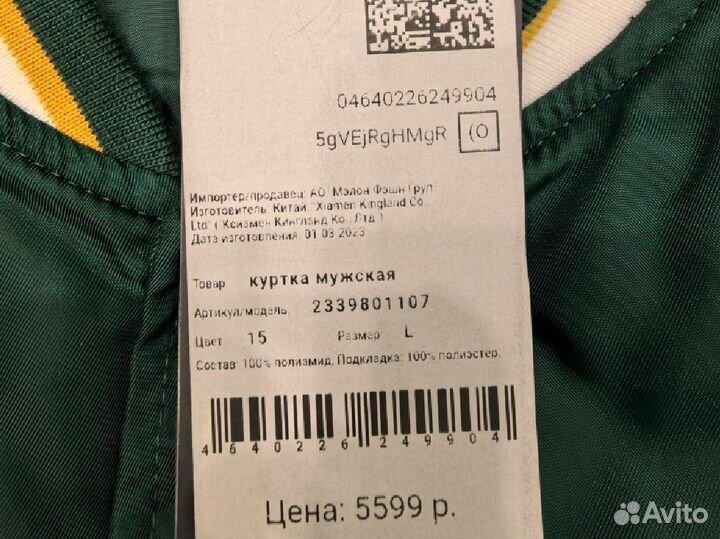 04640226249904
5gVEjRgHMgR (O
Импортер/продавец: АО "Мэлон Фэшн Груп"
Изготовитель: Китай, "Xiamen Kingland Co.,
Ltd" ("Ксиамен Кингланд Ко., Лтд.")
Дата изготовления: 01.03.2023
Товар: куртка мужская
Артикул/модель: 2339801107
Цвет: 15 Размер: L
Состав: 100% полиамид, Подкладка: 100% полиэстер,
4640226249904
Цена: 5599 р.
Avito